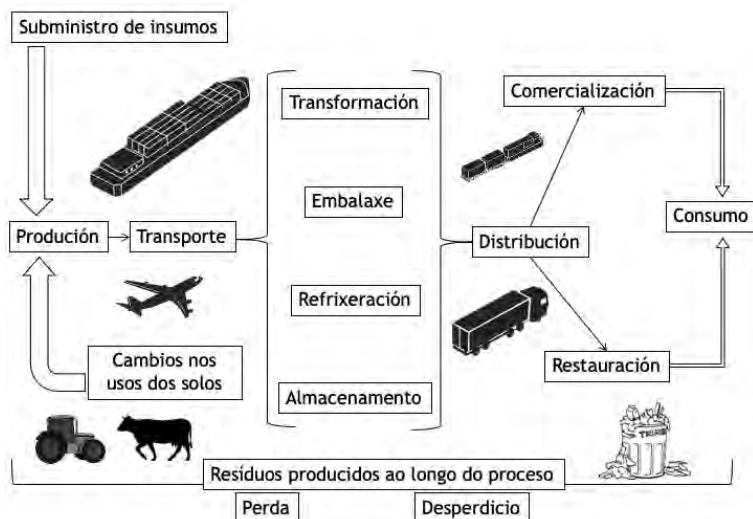 Subministro de insumos
Produción
Transporte
Cambios nos
usos dos solos
Transformación
Embalaxe
Refrixeración
Almacenamento
Distribución
Comercialización
Restauración
Consumo
TRASH
Resíduos producidos ao longo do proceso
Perda
Desperdicio